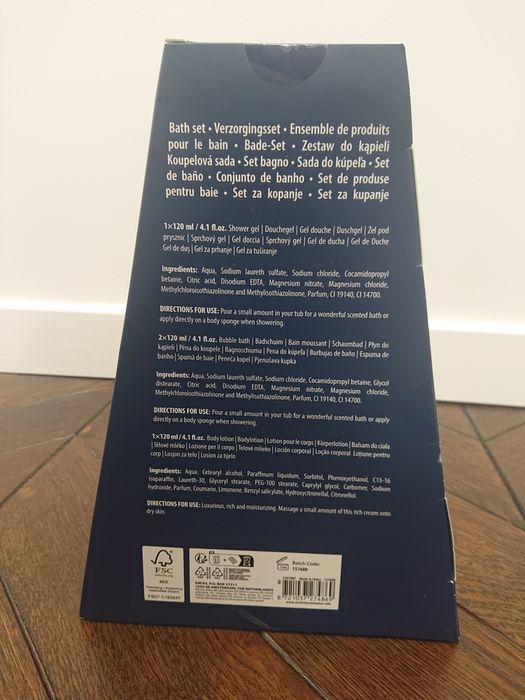 Bath set • Verzorgingsset • Ensemble de produits
pour le bain • Bade-Set • Zestaw do kąpieli
Koupelová sada • Set bagno • Sada do kúpeľa • Set
de baño • Conjunto de banho • Set de produse
pentru baie • Set za kopanje • Set za kupanje
1×120 ml / 4.1 fl.oz. Shower gel | Douchegel | Gel douche | Duschgel | Żel pod
prysznic | Sprchový gel | Gel doccia | Sprchový gél | Gel de ducha | Gel de Duche
Gel de duș | Gel za prhanje | Gel za tuširanje
Ingredients: Aqua, Sodium laureth sulfate, Sodium chloride, Cocamidopropyl
betaine, Citric acid, Disodium EDTA, Magnesium nitrate, Magnesium chloride,
Methylchloroisothiazolinone and Methylisothiazolinone, Parfum, CI 19140, CI 14700.
DIRECTIONS FOR USE: Pour a small amount in your tub for a wonderful scented bath or
apply directly on a body sponge when showering.
2×120 ml / 4.1 fl.oz. Bubble bath | Badschuim | Bain moussant | Schaumbad | Płyn do
kąpieli | Pěna do koupele | Bagnoschiuma | Pena do kúpeľa | Burbujas de baño | Espuma de
banho | Spumă de baie | Peneča kopel | Pjenušava kupka
Ingredients: Aqua, Sodium laureth sulfate, Sodium chloride, Cocamidopropyl betaine, Glycol
distearate, Citric acid, Disodium EDTA, Magnesium nitrate, Magnesium chloride,
Methylchloroisothiazolinone and Methylisothiazolinone, Parfum, CI 19140, CI 14700.
DIRECTIONS FOR USE: Pour a small amount in your tub for a wonderful scented bath or apply
directly on a body sponge when showering.
1×120 ml / 4.1 fl.oz. Body lotion | Bodylotion | Lotion pour le corps | Körperlotion | Balsam do ciała
| Tělové mléko | Lozione per il corpo | Telové mlieko | Loción corporal | Loção corporal | Loțiune pentru
corp | Losjon za telo | Losion za tijelo
Ingredients: Aqua, Cetearyl alcohol, Paraffinum liquidum, Sorbitol, Phenoxyethanol, C13-16
isoparaffin, Laureth-30, Glyceryl stearate, PEG-100 stearate, Caprylyl glycol, Carbomer, Sodium
hydroxide, Parfum, Coumarin, Limonene, Benzyl salicylate, Hydroxycitronellal, Citronellol.
DIRECTIONS FOR USE: Luxurious, rich and moisturizing. Massage a small amount of this rich cream onto
dry skin.
FSC
MIX
FSC® C163247
Batch Code:
157680
8 721037 274869